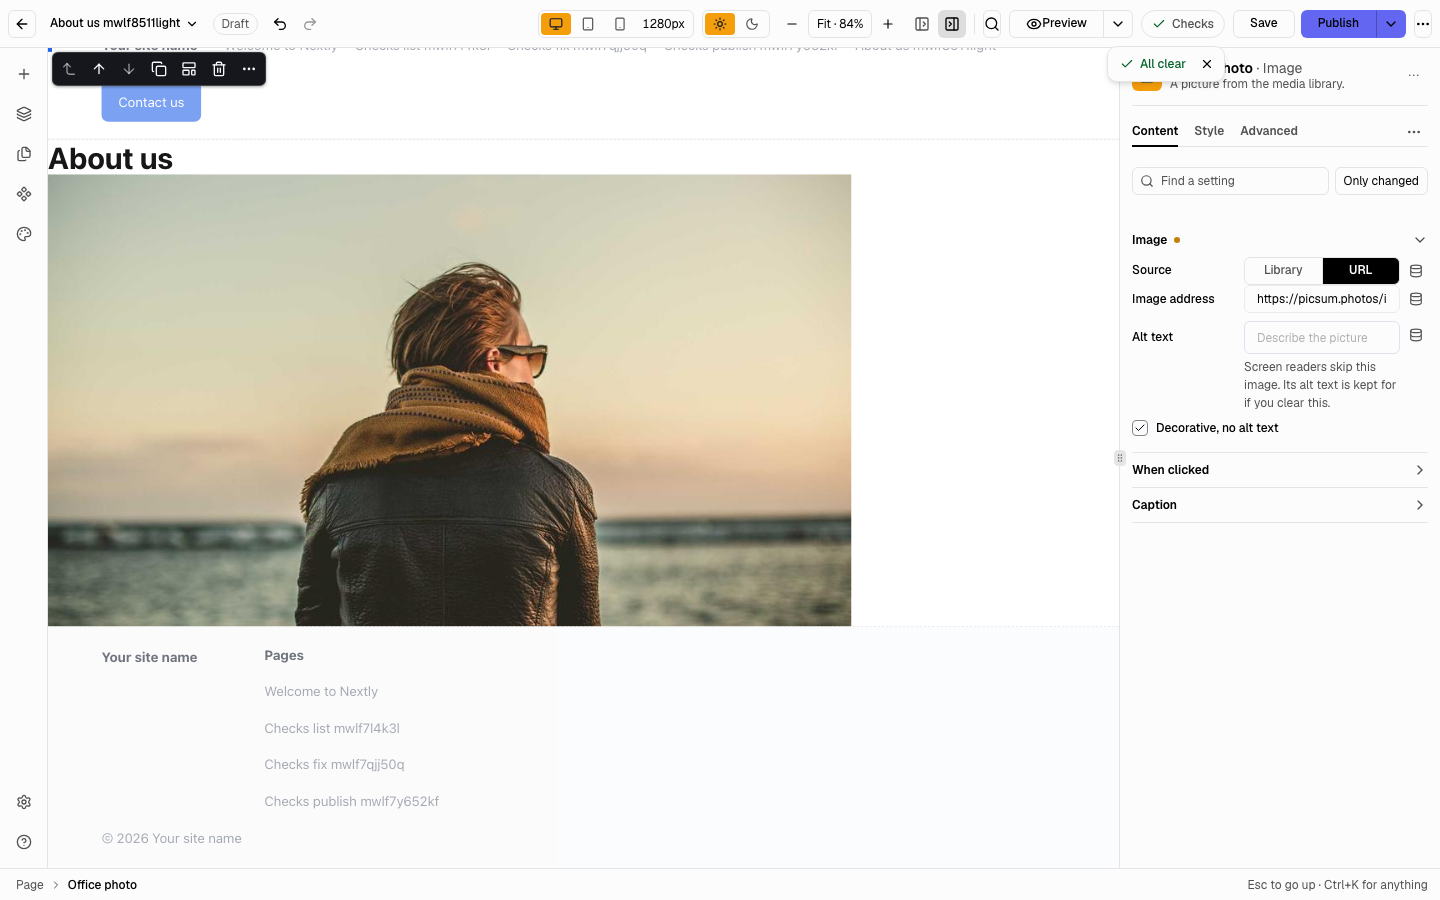 About us mwlf8511light
Draft
1280px
Fit · 84%
Preview
Checks
Save
Publish
All clear
hoto · Image
A picture from the media library.
Contact us
About us
Content
Style
Advanced
Find a setting
Only changed
Image
Source
Library
URL
Image address
https://picsum.photos/i
Alt text
Describe the picture
Screen readers skip this
image. Its alt text is kept for
if you clear this.
Decorative, no alt text
When clicked
Caption
Your site name
Pages
Welcome to Nextly
Checks list mwlf7l4k3l
Checks fix mwlf7qjj50q
Checks publish mwlf7y652kf
© 2026 Your site name
Page
Office photo
Esc to go up · Ctrl+K for anything